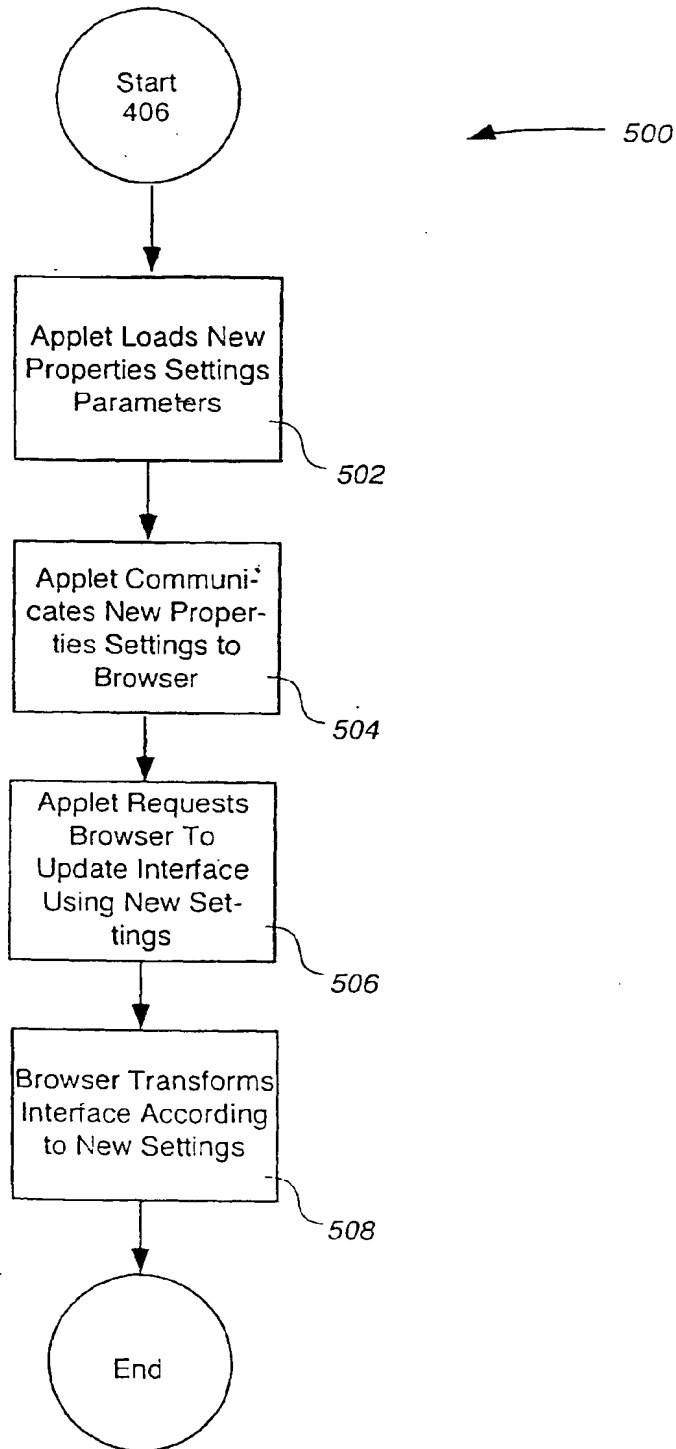 Start
406
500
Applet Loads New
Properties Settings
Parameters
502
Applet Communi-
cates New Proper-
ties Settings to
Browser
504
Applet Requests
Browser To
Update Interface
Using New Set-
tings
506
Browser Transforms
Interface According
to New Settings
508
End